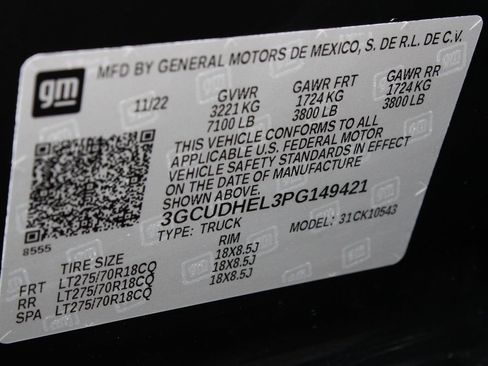 gm
MFD BY GENERAL MOTORS DE MEXICO, S. DE R.L. DE C.V.
11/22 GVWR GAWR FRT GAWR RR
3221 KG 1724 KG 1724 KG
7100 LB 3800 LB 3800 LB
THIS VEHICLE CONFORMS TO ALL
APPLICABLE U.S. FEDERAL MOTOR
VEHICLE SAFETY STANDARDS IN EFFECT
ON THE DATE OF MANUFACTURE
SHOWN ABOVE.
3GCUDHEL3PG149421
TYPE: TRUCK MODEL: 31CK10543
8555
TIRE SIZE RIM
FRT LT275/70R18CQ 18X8.5J
RR LT275/70R18CQ 18X8.5J
SPA LT275/70R18CQ 18X8.5J